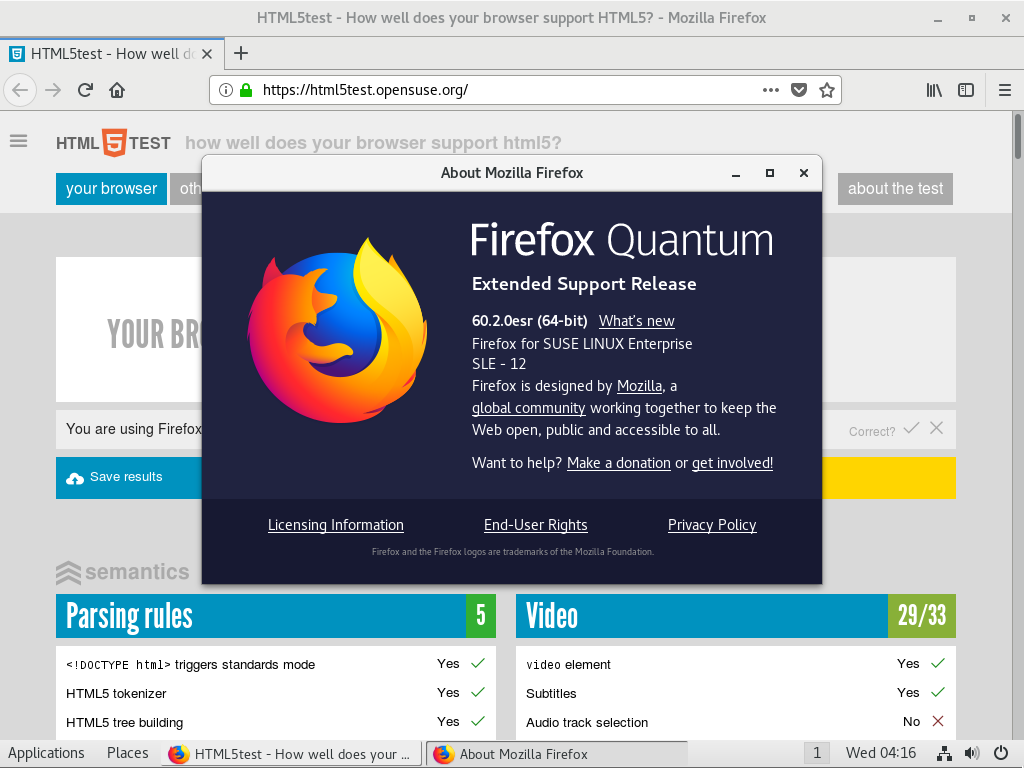 HTML5test - How well does your browser support HTML5? - Mozilla Firefox
HTML5test - How well do
https://html5test.opensuse.org/
HTML 5 TEST how well does your browser support html5?
About Mozilla Firefox
your browser
oth
about the test
Firefox Quantum
Extended Support Release
60.2.0esr (64-bit) What's new
Firefox for SUSE LINUX Enterprise
SLE - 12
Firefox is designed by Mozilla, a
global community working together to keep the
Web open, public and accessible to all.
Want to help? Make a donation or get involved!
Licensing Information End-User Rights Privacy Policy
Firefox and the Firefox logos are trademarks of the Mozilla Foundation.
YOUR BRO
You are using Firefox
Correct?
Save results
semantics
Parsing rules 5
<!DOCTYPE html> triggers standards mode Yes
HTML5 tokenizer Yes
HTML5 tree building Yes
Video 29/33
video element Yes
Subtitles Yes
Audio track selection No
Applications Places HTML5test - How well does your ... About Mozilla Firefox 1 Wed 04:16